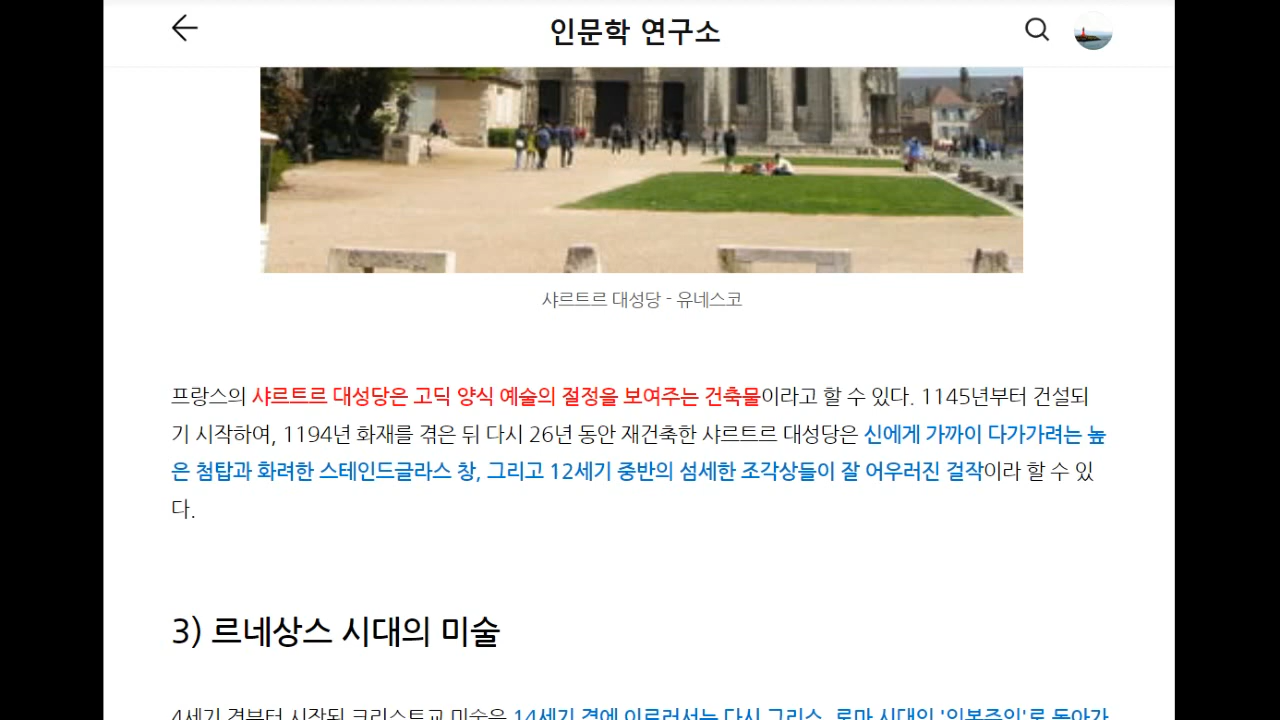 인문학 연구소
샤르트르 대성당 - 유네스코
프랑스의 샤르트르 대성당은 고딕 양식 예술의 절정을 보여주는 건축물이라고 할 수 있다. 1145년부터 건설되
기 시작하여, 1194년 화재를 겪은 뒤 다시 26년 동안 재건축한 샤르트르 대성당은 신에게 가까이 다가가려는 높
은 첨탑과 화려한 스테인드글라스 창, 그리고 12세기 중반의 섬세한 조각상들이 잘 어우러진 걸작이라 할 수 있
다.
3) 르네상스 시대의 미술
4세기 경부터 시작된 크리스트교 미술은 14세기 경에 이르러서는 다시 그리스, 로마 시대의 '인본주의'로 돌아가